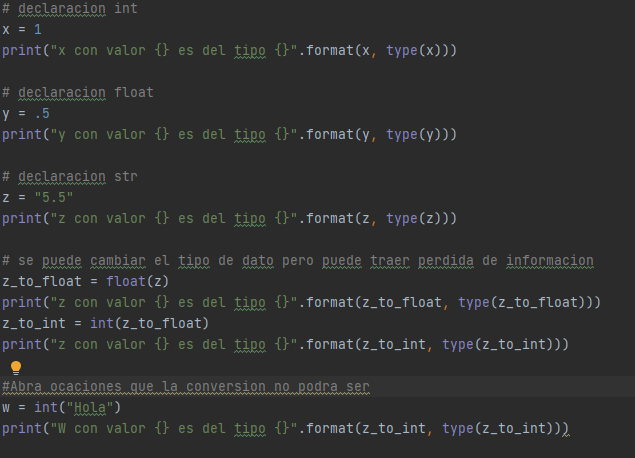 # declaracion int
x = 1
print("x con valor {} es del tipo {}".format(x, type(x)))
# declaracion float
y = .5
print("y con valor {} es del tipo {}".format(y, type(y)))
# declaracion str
z = "5.5"
print("z con valor {} es del tipo {}".format(z, type(z)))
# se puede cambiar el tipo de dato pero puede traer perdida de informacion
z_to_float = float(z)
print("z con valor {} es del tipo {}".format(z_to_float, type(z_to_float)))
z_to_int = int(z_to_float)
print("z con valor {} es del tipo {}".format(z_to_int, type(z_to_int)))
#Abra ocaciones que la conversion no podra ser
w = int("Hola")
print("W con valor {} es del tipo {}".format(z_to_int, type(z_to_int)))